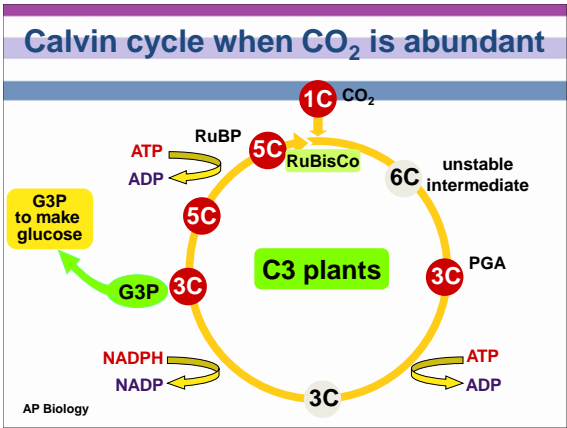 Calvin cycle when CO₂ is abundant
1C
CO₂
RuBP
5C
RuBisCo
ATP
ADP
6C
unstable
intermediate
G3P
to make
glucose
5C
C3 plants
PGA
3C
G3P
3C
NADPH
NADP
ATP
ADP
3C
AP Biology